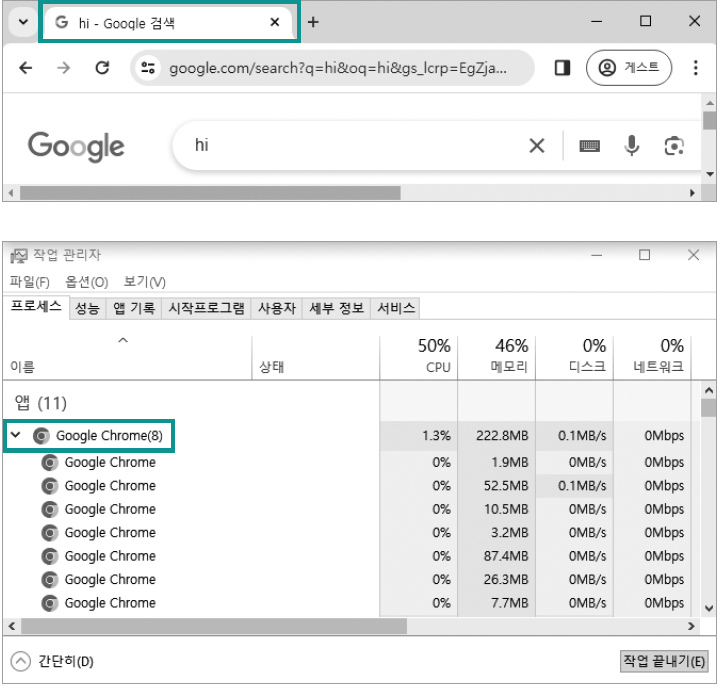 hi - Google 검색
google.com/search?q=hi&oq=hi&gs_lcrp=EgZja...
게스트
Google
hi
작업 관리자
파일(F) 옵션(O) 보기(V)
프로세스 성능 앱 기록 시작프로그램 사용자 세부 정보 서비스
50% 46% 0% 0%
이름 상태 CPU 메모리 디스크 네트워크
앱 (11)
Google Chrome(8) 1.3% 222.8MB 0.1MB/s 0Mbps
Google Chrome 0% 1.9MB 0MB/s 0Mbps
Google Chrome 0% 52.5MB 0.1MB/s 0Mbps
Google Chrome 0% 10.5MB 0MB/s 0Mbps
Google Chrome 0% 3.2MB 0MB/s 0Mbps
Google Chrome 0% 87.4MB 0MB/s 0Mbps
Google Chrome 0% 26.3MB 0MB/s 0Mbps
Google Chrome 0% 7.7MB 0MB/s 0Mbps
간단히(D) 작업 끝내기(E)